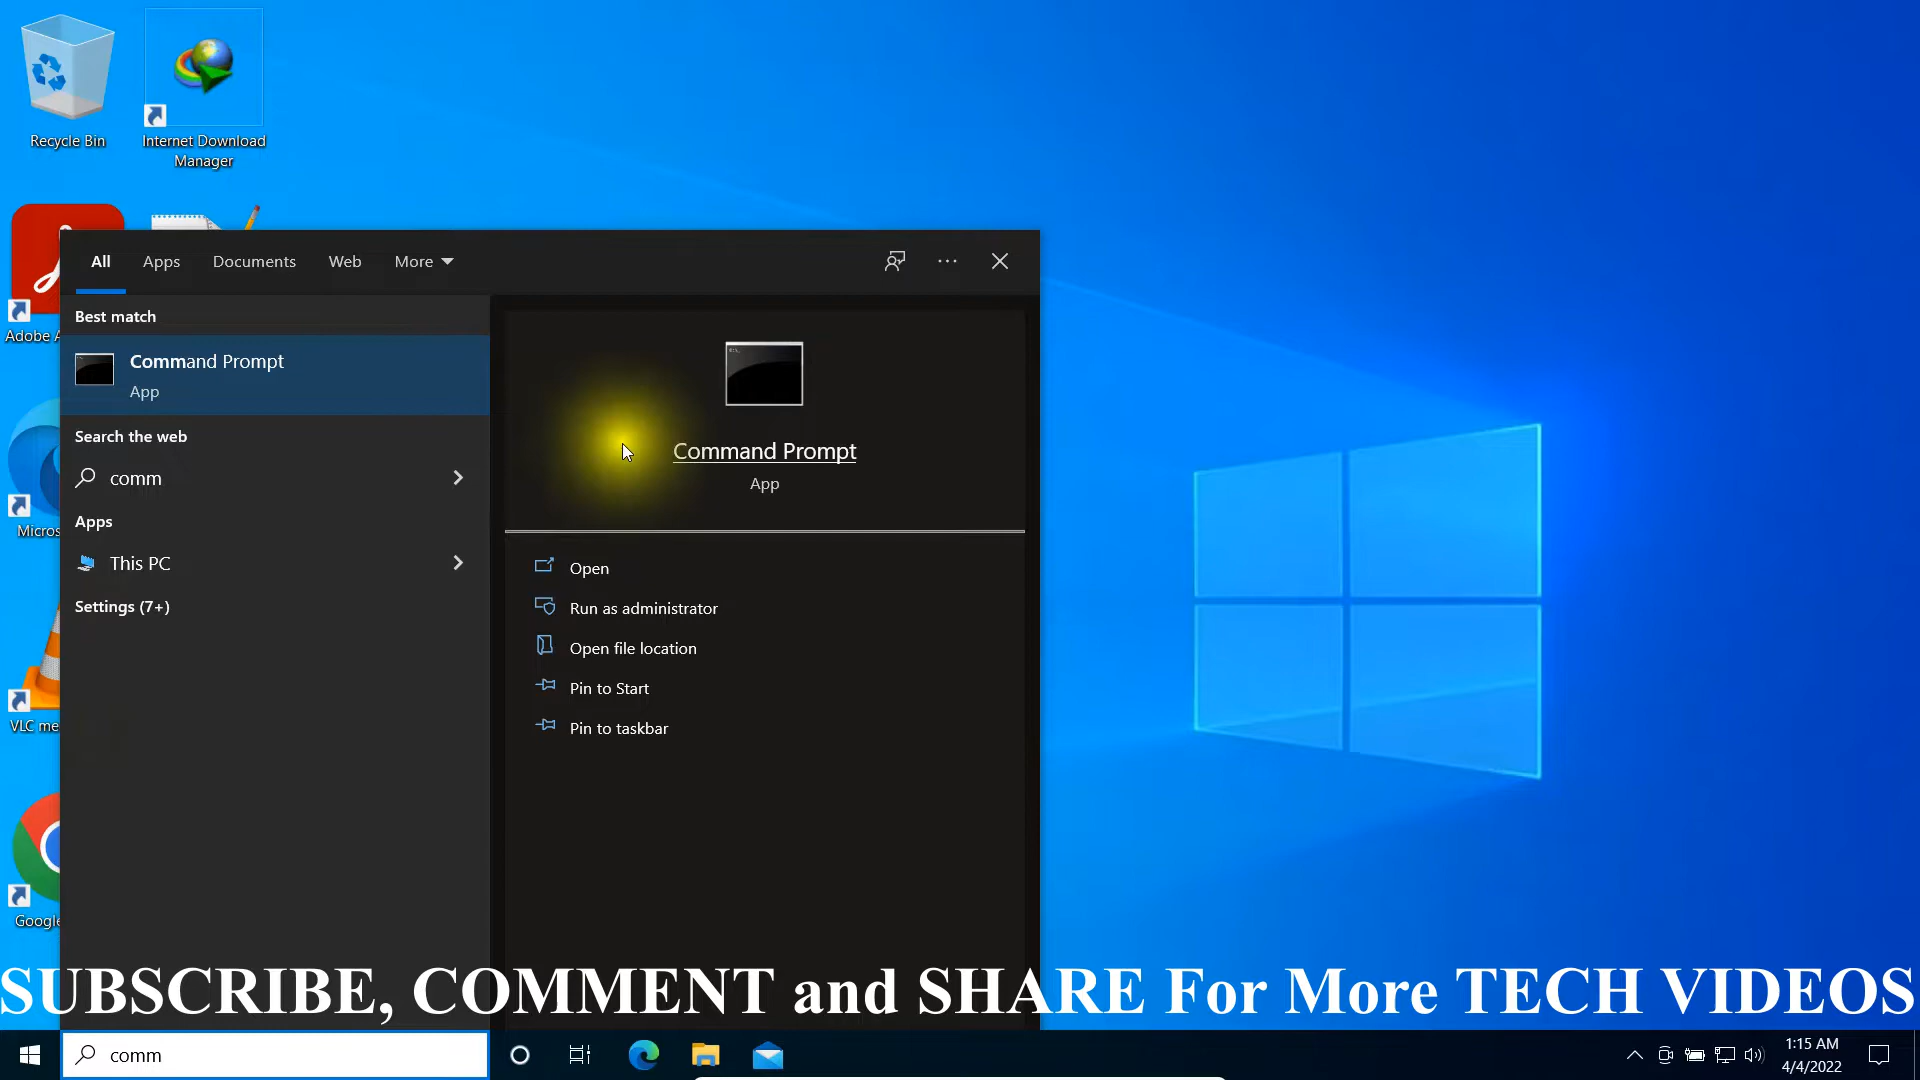 Recycle Bin
Internet Download
Manager
Adobe A
Micros
VLC me
Google
All Apps Documents Web More
Best match
Command Prompt
App
Search the web
comm
Apps
This PC
Settings (7+)
Command Prompt
App
Open
Run as administrator
Open file location
Pin to Start
Pin to taskbar
SUBSCRIBE, COMMENT and SHARE For More TECH VIDEOS
comm
1:15 AM
4/4/2022